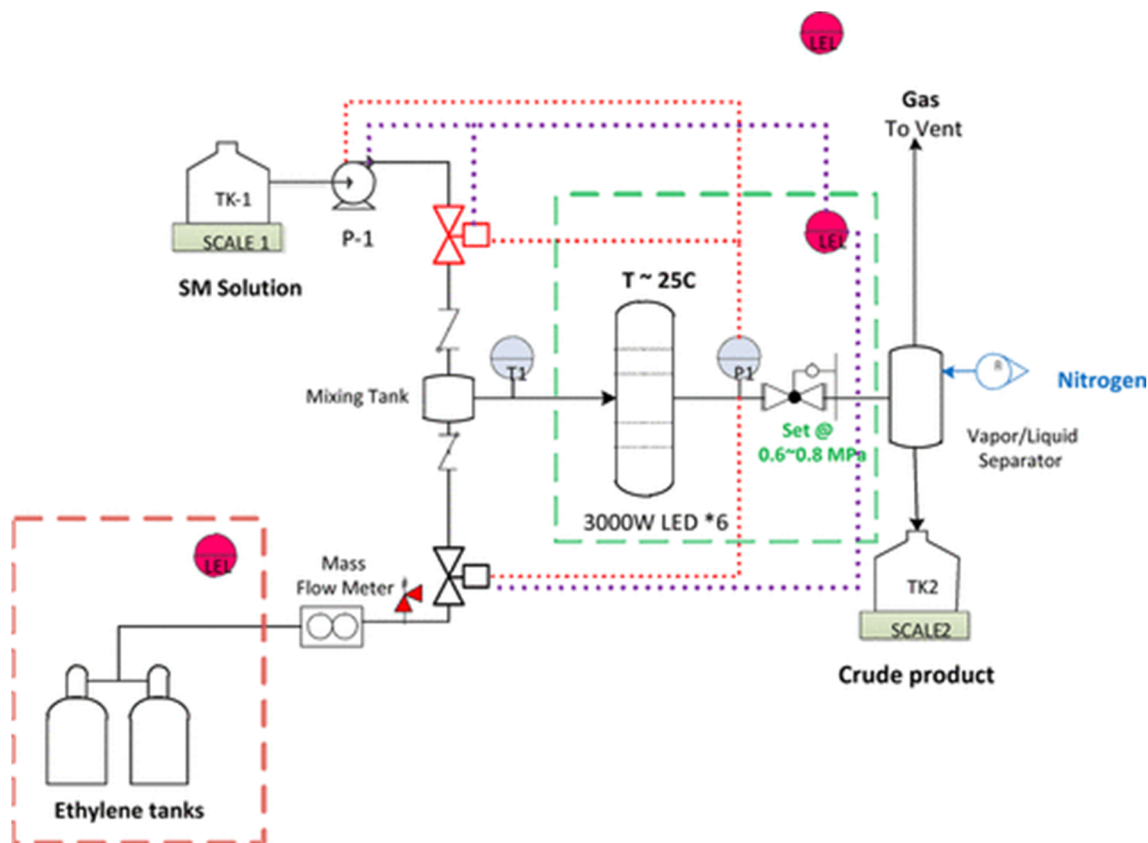 LEL
Gas
To Vent
TK-1
SCALE 1
P-1
SM Solution
LEL
T ~ 25C
T1
P1
Mixing Tank
Nitrogen
Set @
0.6~0.8 MPa
Vapor/Liquid
Separator
3000W LED *6
LEL
Mass
Flow Meter
TK2
SCALE2
Crude product
Ethylene tanks